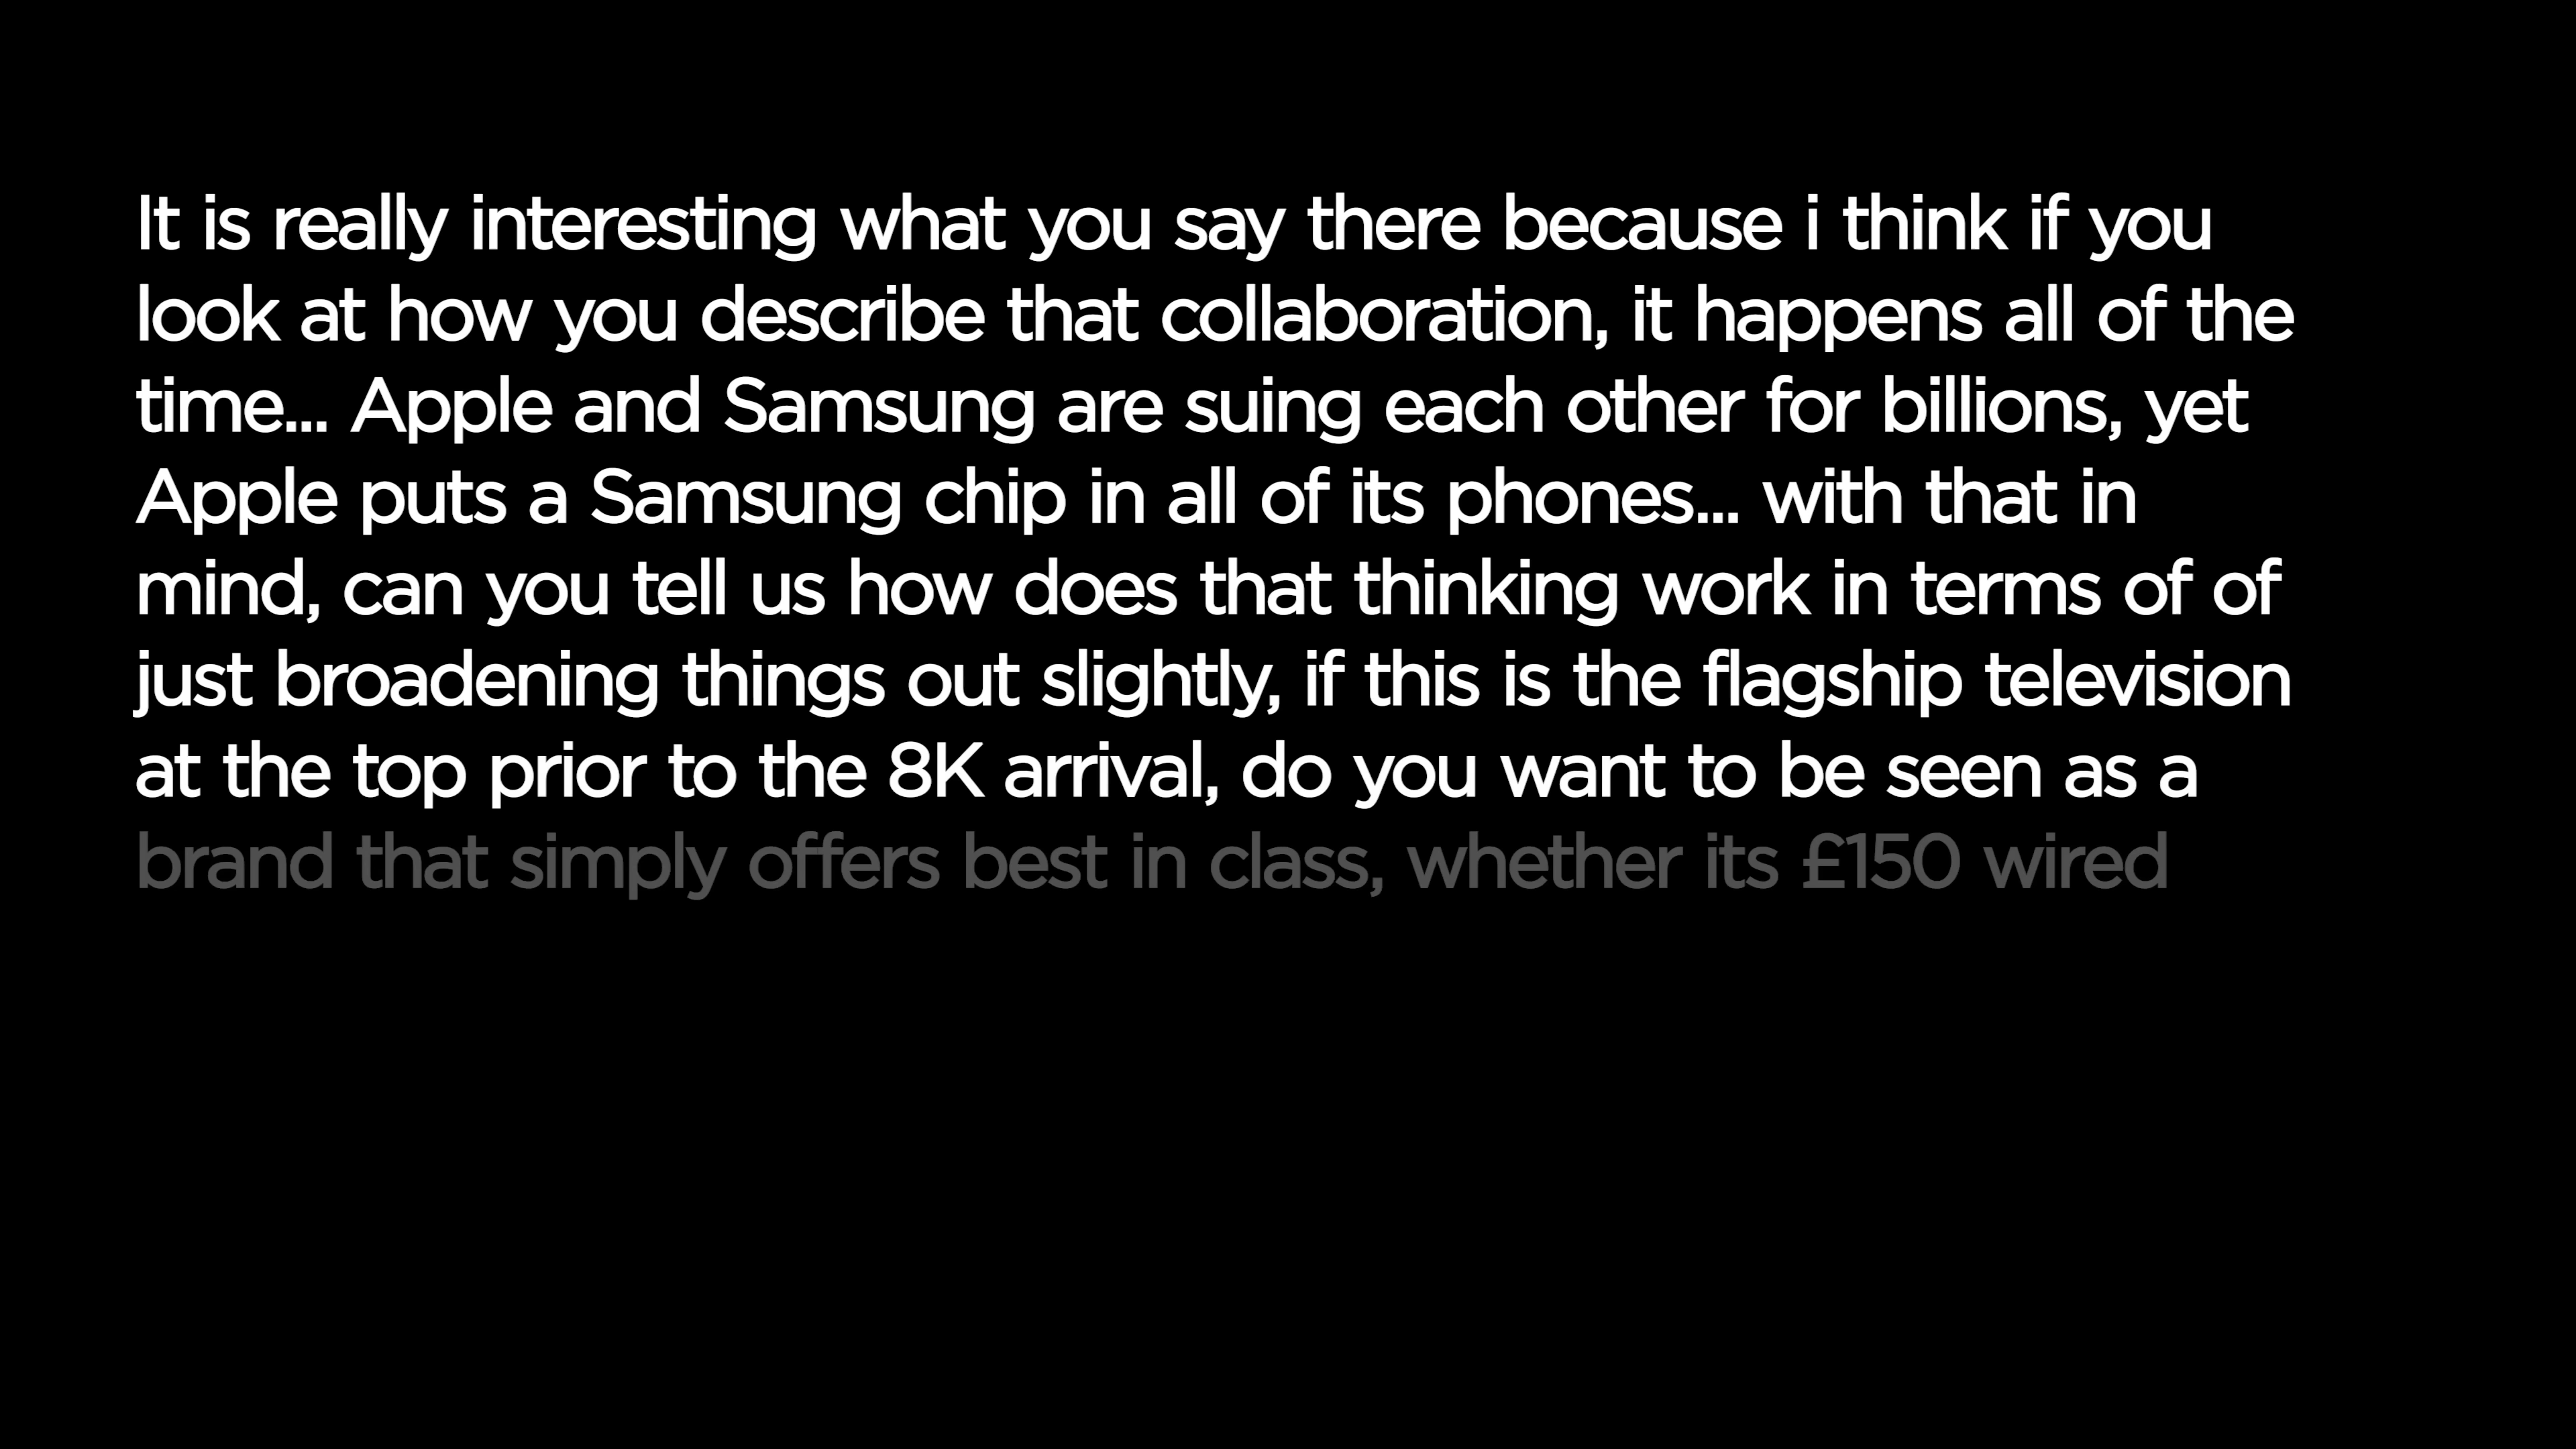 It is really interesting what you say there because i think if you
look at how you describe that collaboration, it happens all of the
time... Apple and Samsung are suing each other for billions, yet
Apple puts a Samsung chip in all of its phones... with that in
mind, can you tell us how does that thinking work in terms of of
just broadening things out slightly, if this is the flagship television
at the top prior to the 8K arrival, do you want to be seen as a
brand that simply offers best in class, whether its £150 wired